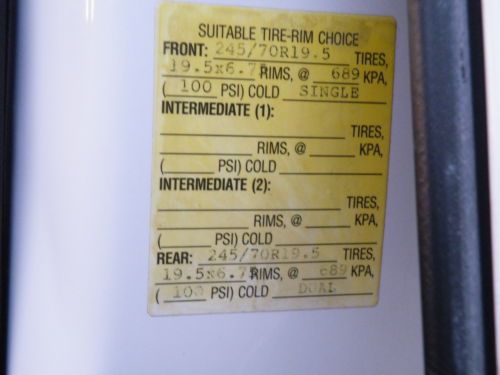 SUITABLE TIRE-RIM CHOICE
FRONT: 245/70R19.5 TIRES,
19.5x6.75 RIMS, @ 689 KPA,
( 100 PSI) COLD SINGLE
INTERMEDIATE (1):
TIRES,
RIMS, @ KPA,
( PSI) COLD
INTERMEDIATE (2):
TIRES,
RIMS, @ KPA,
( PSI) COLD
REAR: 245/70R19.5 TIRES,
19.5x6.75 RIMS, @ 689 KPA,
( 100 PSI) COLD DUAL